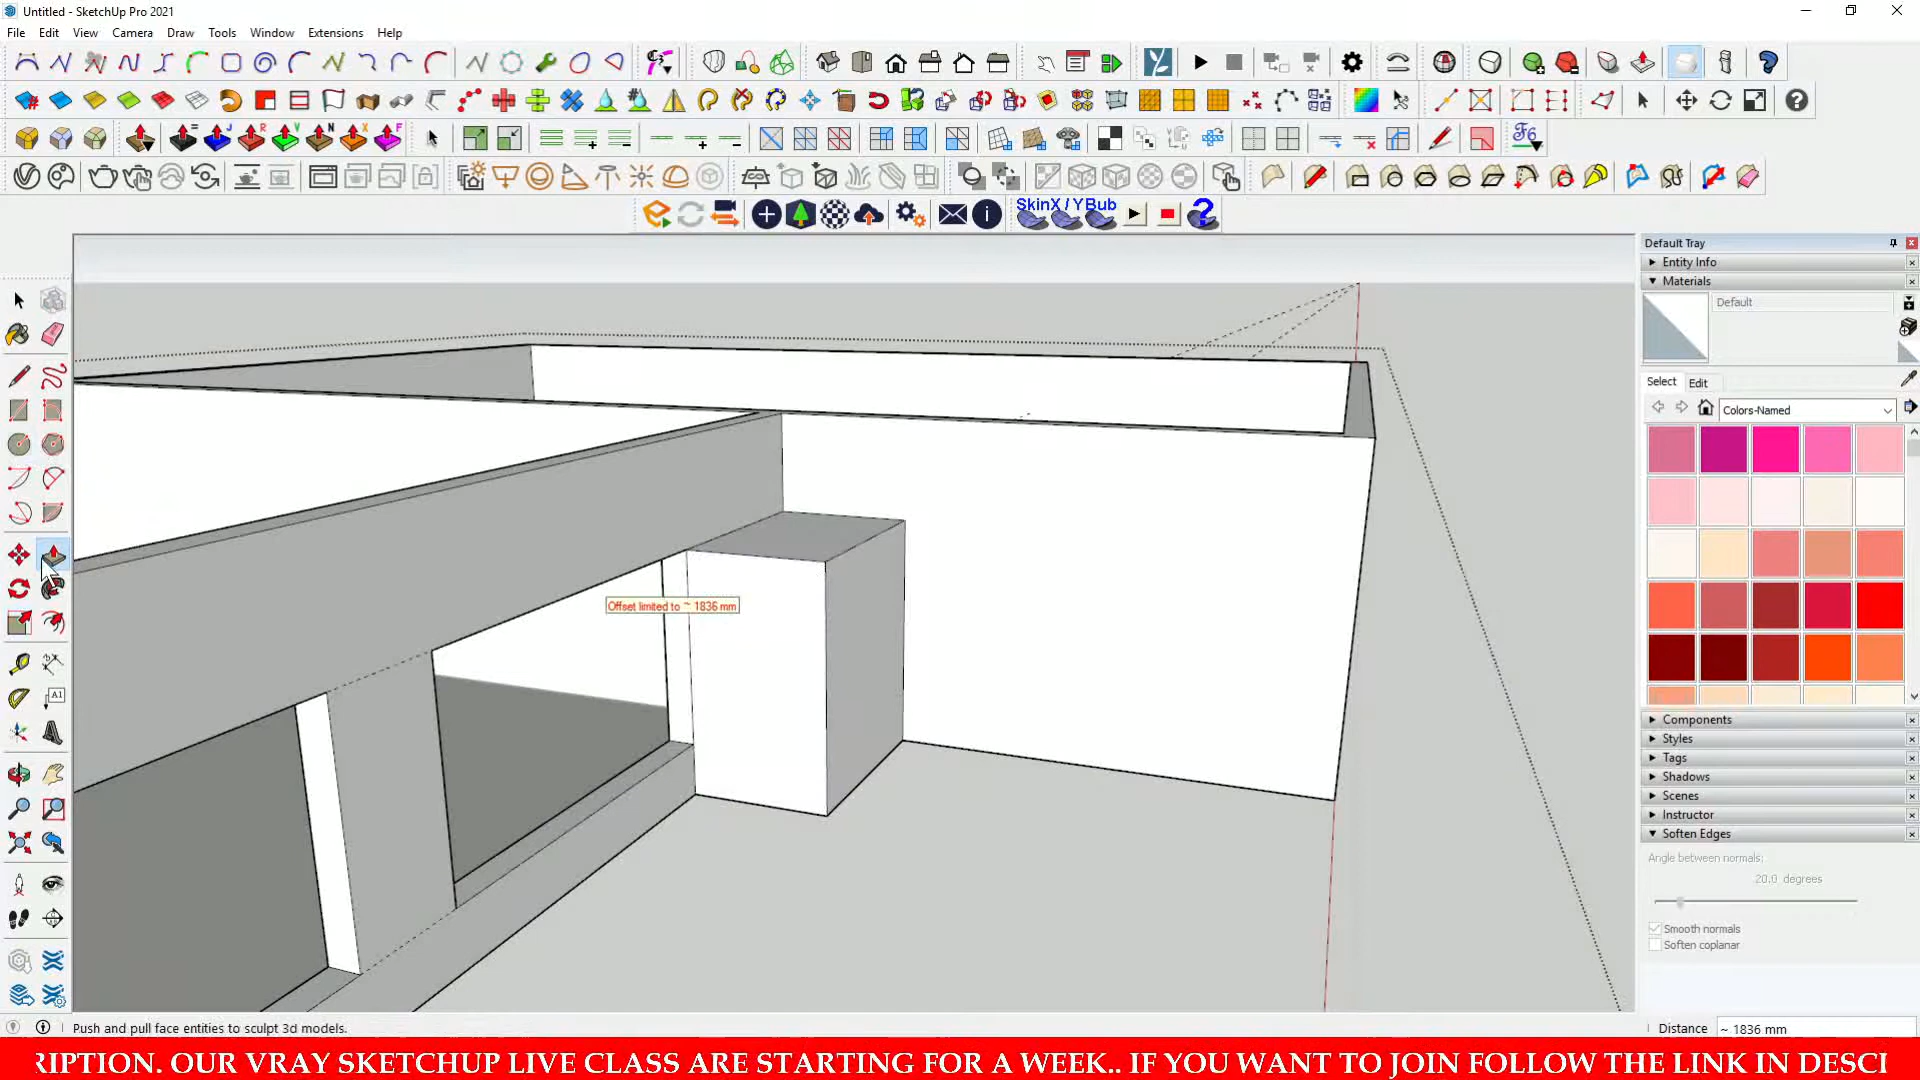 Untitled - SketchUp Pro 2021
File Edit View Camera Draw Tools Window Extensions Help
SkinX / YBub
Default Tray
Entity Info
Materials
Default
Select Edit
Colors-Named
Offset limited to ~ 1836 mm
A1
Components
Styles
Tags
Shadows
Scenes
Instructor
Soften Edges
Angle between normals:
20.0 degrees
Smooth normals
Soften coplanar
Push and pull face entities to sculpt 3d models.
Distance ~ 1836 mm
RIPTION. OUR VRAY SKETCHUP LIVE CLASS ARE STARTING FOR A WEEK.. IF YOU WANT TO JOIN FOLLOW THE LINK IN DESCI